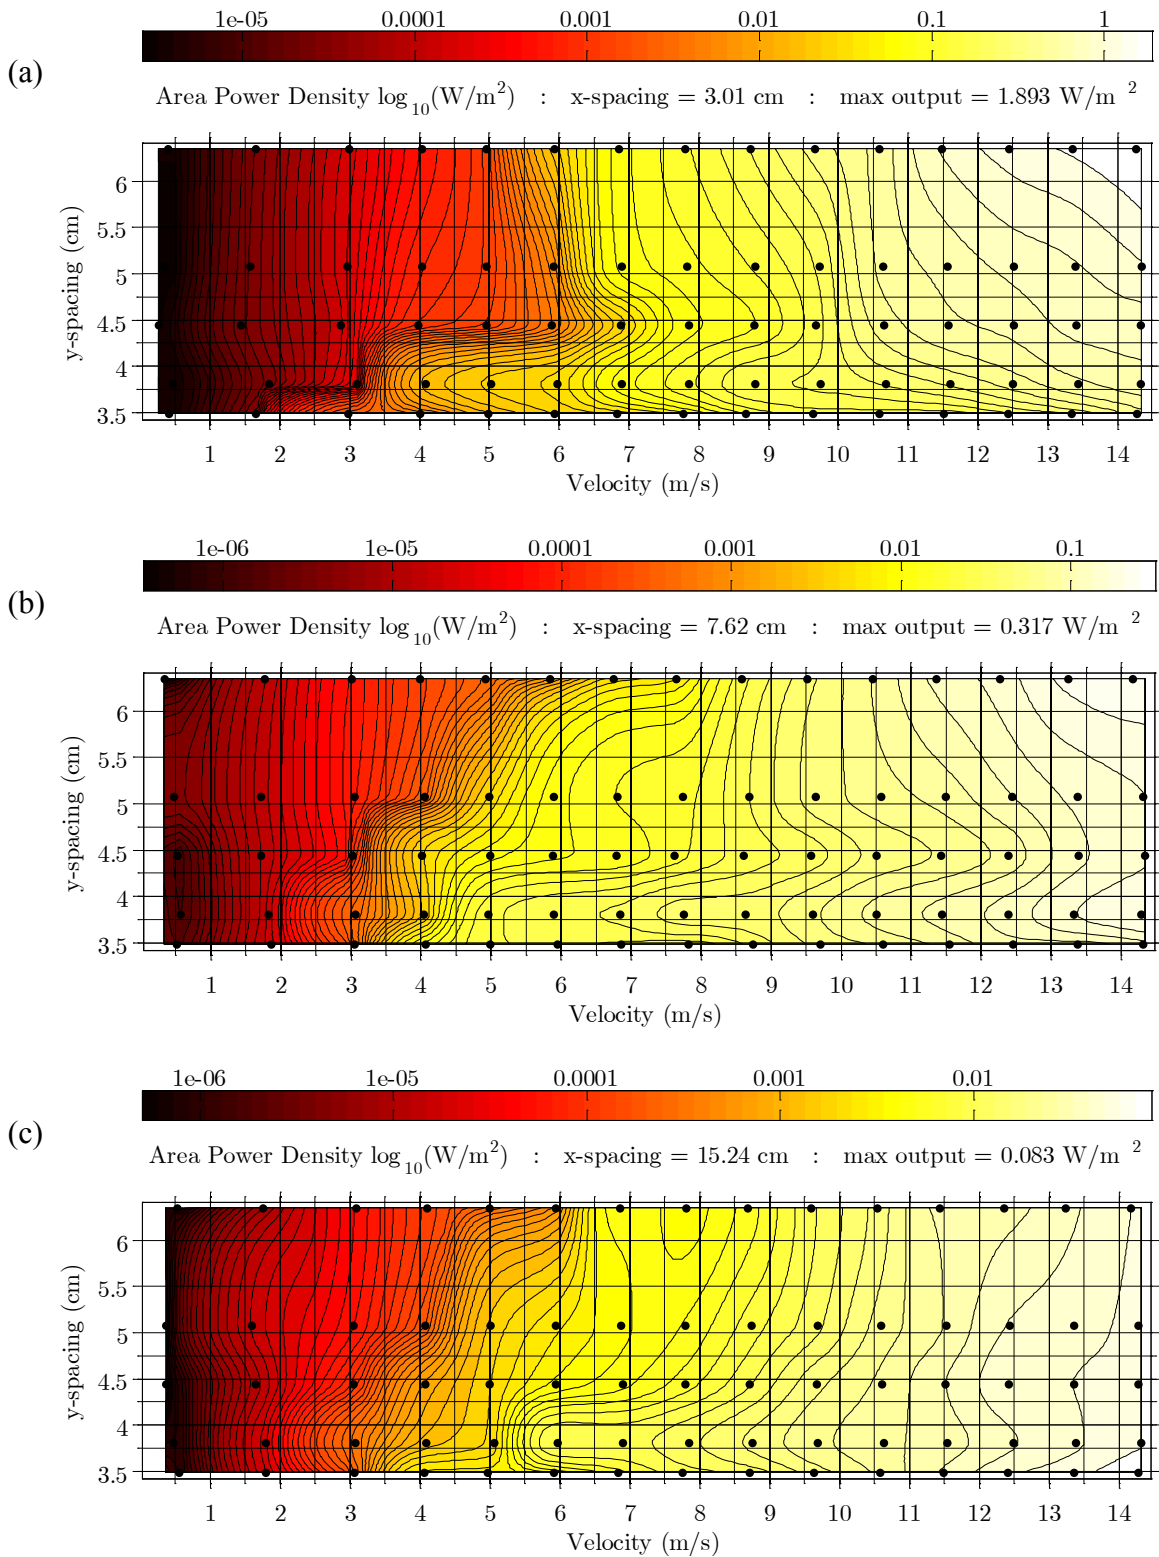 1e-05 0.0001 0.001 0.01 0.1 1
(a)
Area Power Density log10(W/m2) : x-spacing = 3.01 cm : max output = 1.893 W/m 2
6
5.5
5
4.5
4
3.5
y-spacing (cm)
1 2 3 4 5 6 7 8 9 10 11 12 13 14
Velocity (m/s)
1e-06 1e-05 0.0001 0.001 0.01 0.1
(b)
Area Power Density log10(W/m2) : x-spacing = 7.62 cm : max output = 0.317 W/m 2
6
5.5
5
4.5
4
3.5
y-spacing (cm)
1 2 3 4 5 6 7 8 9 10 11 12 13 14
Velocity (m/s)
1e-06 1e-05 0.0001 0.001 0.01
(c)
Area Power Density log10(W/m2) : x-spacing = 15.24 cm : max output = 0.083 W/m 2
6
5.5
5
4.5
4
3.5
y-spacing (cm)
1 2 3 4 5 6 7 8 9 10 11 12 13 14
Velocity (m/s)